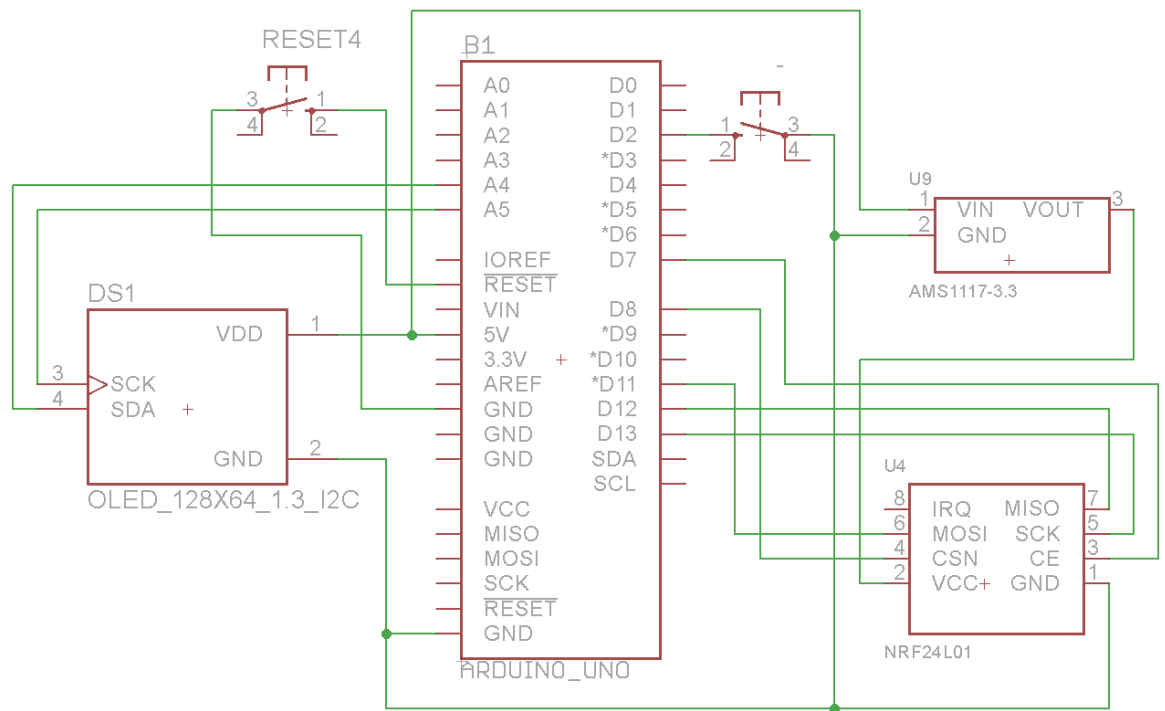 RESET4
3 1
4 2
B1
A0 D0
A1 D1
A2 D2
A3 *D3
A4 D4
A5 *D5
*D6
IOREF D7
RESET
VIN D8
5V *D9
3.3V *D10
AREF *D11
GND D12
GND D13
GND SDA
SCL
VCC
MISO
MOSI
SCK
RESET
GND
ARDUINO_UNO
-
1 3
2 4
U9
1 VIN VOUT 3
2 GND
AMS1117-3.3
DS1
VDD 1
3 SCK
4 SDA
GND 2
OLED_128X64_1.3_I2C
U4
8 IRQ MISO 7
6 MOSI SCK 5
4 CSN CE 3
2 VCC GND 1
NRF24L01